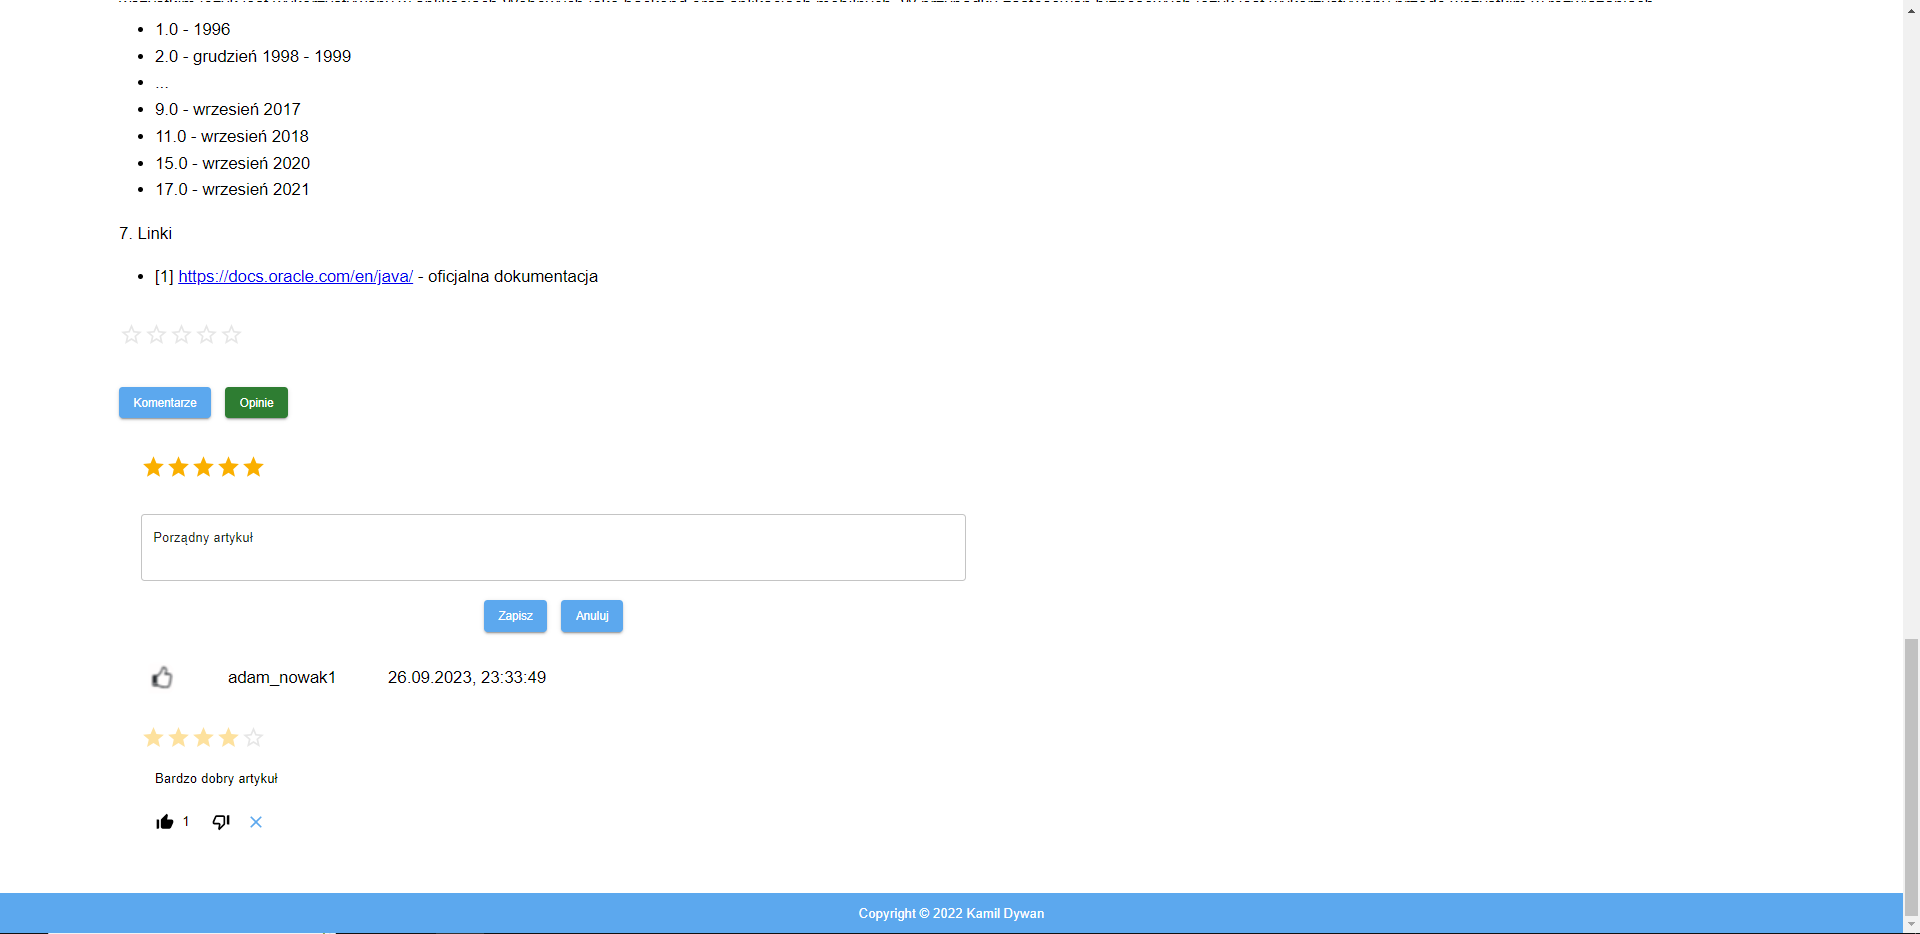 1.0 - 1996
2.0 - grudzień 1998 - 1999
...
9.0 - wrzesień 2017
11.0 - wrzesień 2018
15.0 - wrzesień 2020
17.0 - wrzesień 2021
7. Linki
[1] https://docs.oracle.com/en/java/ - oficjalna dokumentacja
Komentarze Opinie
Porządny artykuł
Zapisz Anuluj
adam_nowak1 26.09.2023, 23:33:49
Bardzo dobry artykuł
1
Copyright © 2022 Kamil Dywan